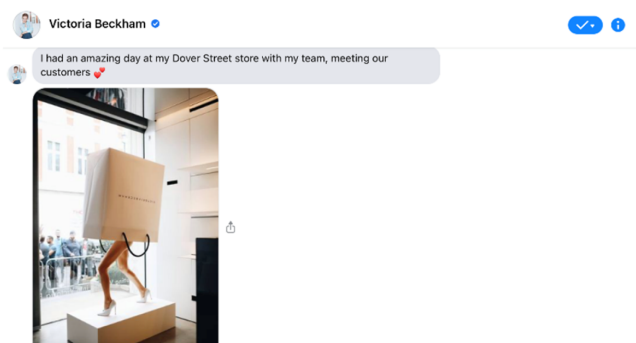 Victoria Beckham
I had an amazing day at my Dover Street store with my team, meeting our
customers 💕